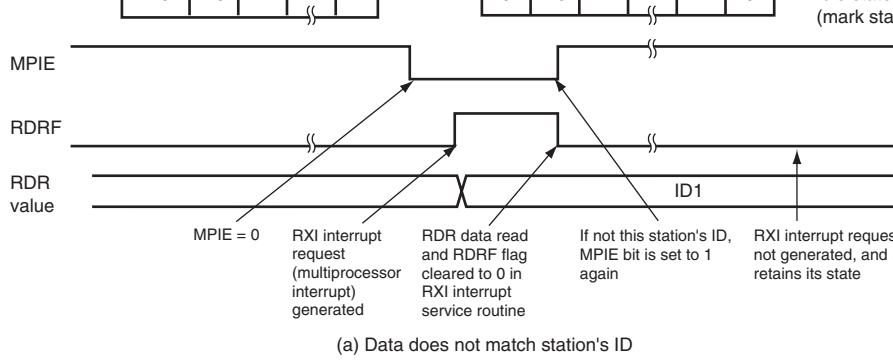 (mark sta
MPIE
RDRF
RDR
value
ID1
MPIE = 0
RXI interrupt
request
(multiprocessor
interrupt)
generated
RDR data read
and RDRF flag
cleared to 0 in
RXI interrupt
service routine
If not this station's ID,
MPIE bit is set to 1
again
RXI interrupt reques
not generated, and
retains its state
(a) Data does not match station's ID